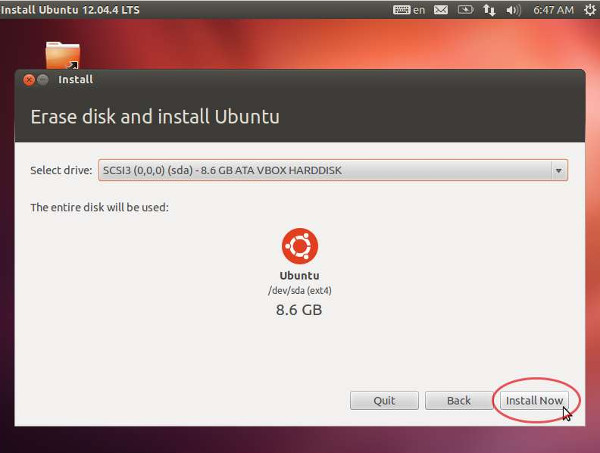 Install Ubuntu 12.04.4 LTS en 6:47 AM
Install
Erase disk and install Ubuntu
Select drive: SCSI3 (0,0,0) (sda) - 8.6 GB ATA VBOX HARDDISK
The entire disk will be used:
Ubuntu
/dev/sda (ext4)
8.6 GB
Quit Back Install Now